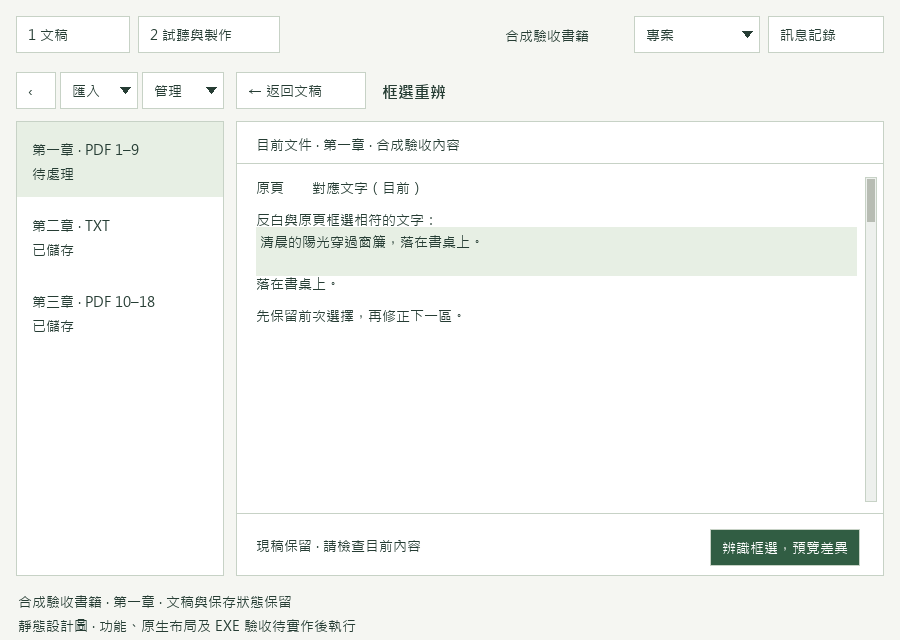 1 文稿
2 試聽與製作
合成驗收書籍
專案
訊息記錄
‹
匯入
管理
← 返回文稿
框選重辨
第一章 · PDF 1–9
待處理
第二章 · TXT
已儲存
第三章 · PDF 10–18
已儲存
目前文件 · 第一章 · 合成驗收內容
原頁 對應文字（目前）
反白與原頁框選相符的文字：
清晨的陽光穿過窗簾，落在書桌上。
落在書桌上。
先保留前次選擇，再修正下一區。
現稿保留 · 請檢查目前內容
辨識框選，預覽差異
合成驗收書籍 · 第一章 · 文稿與保存狀態保留
靜態設計圖 · 功能、原生布局及 EXE 驗收待實作後執行